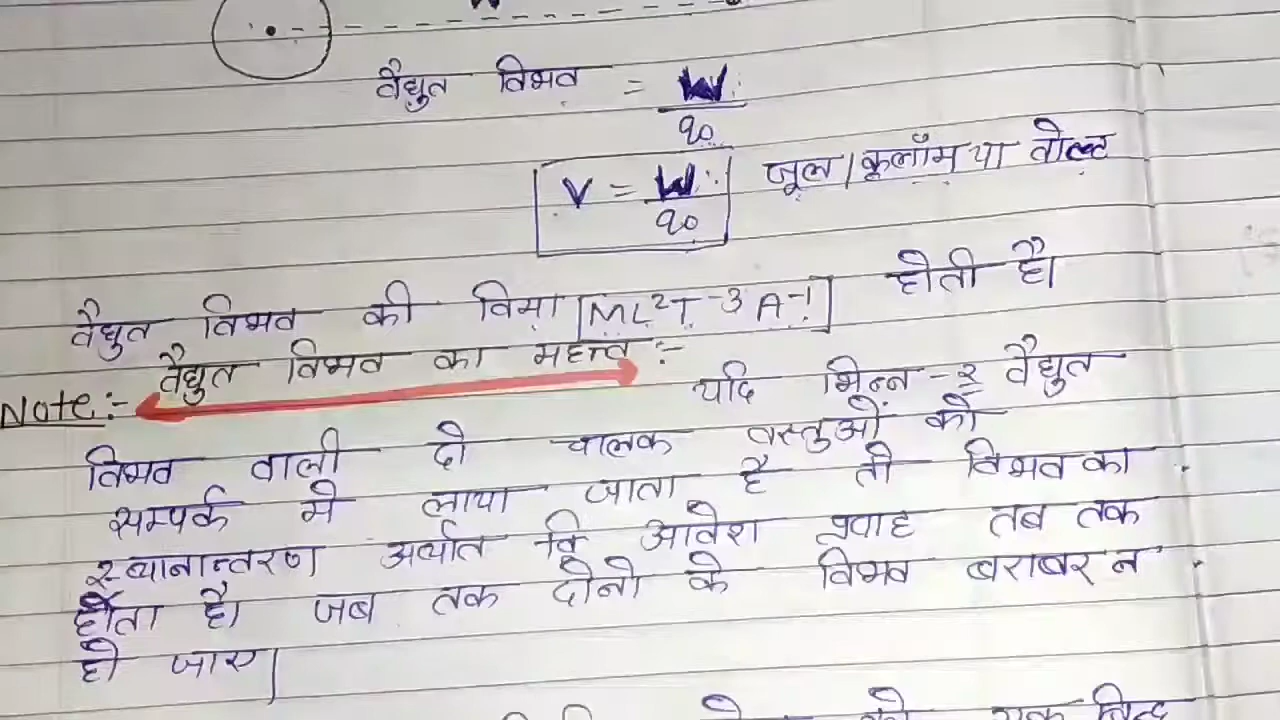 वैद्युत विभव = W / q₀
V = W / q₀ जूल/कूलॉम या वोल्ट
वैद्युत विभव की विमा [ML²T⁻³A⁻¹] होती है।
Note:- वैद्युत विभव का महत्त्व :-
यदि भिन्न-२ वैद्युत
विभव वाली दो चालक वस्तुओं को
सम्पर्क मे लाया जाता है तो विभव का
स्थानान्तरण अर्थात वि आवेश प्रवाह तब तक
होता है। जब तक दोनो के विभव बराबर न
हो जाए।